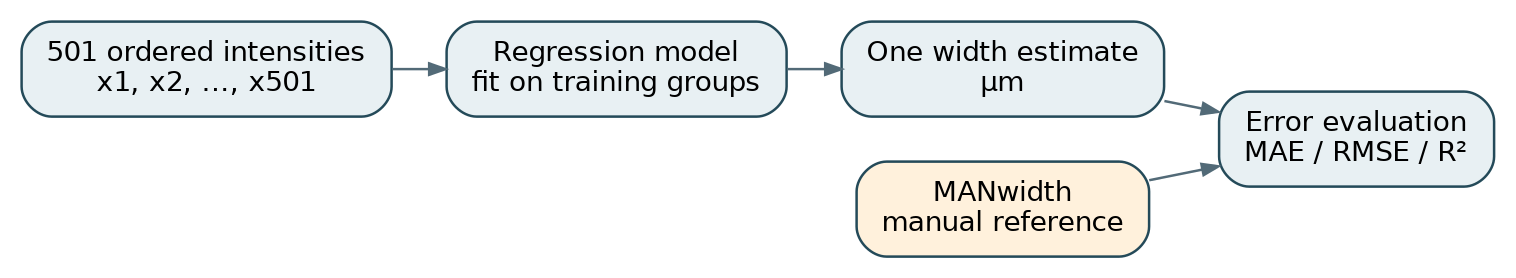 501 ordered intensities
x1, x2, ..., x501
Regression model
fit on training groups
One width estimate
µm
MANwidth
manual reference
Error evaluation
MAE / RMSE / R²